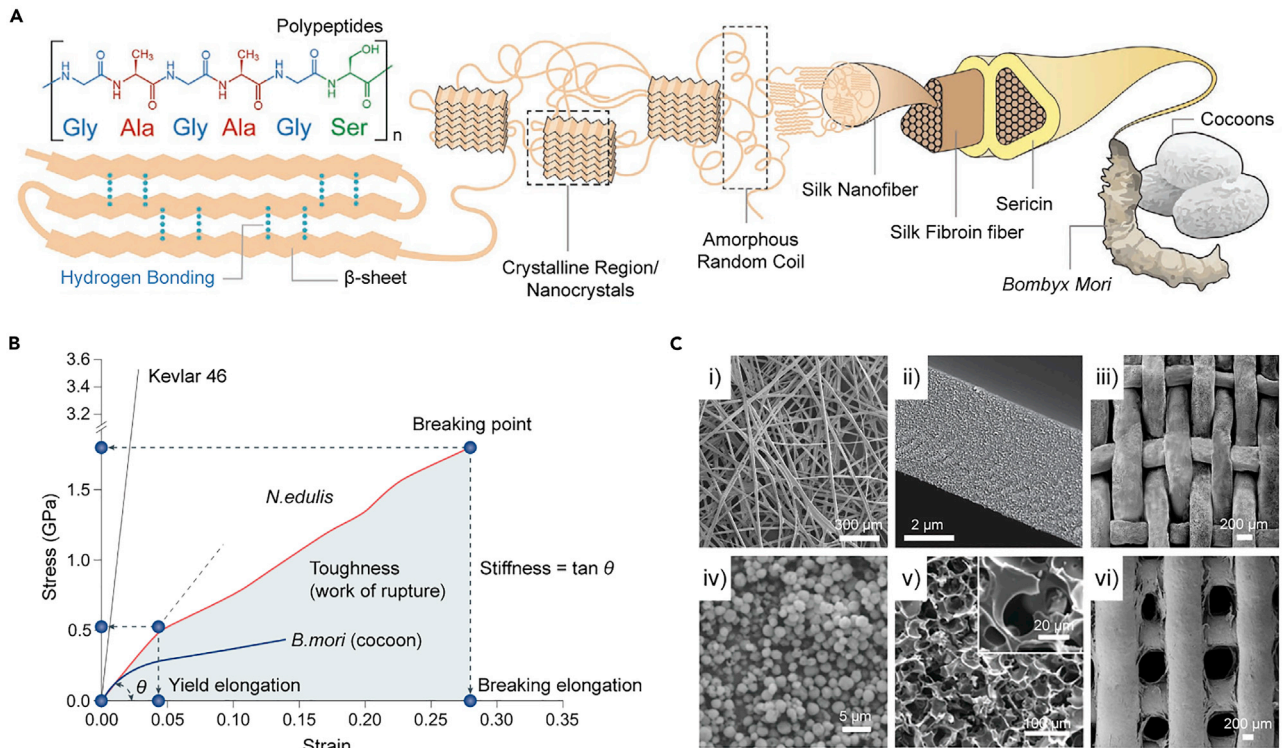 A
Polypeptides
H
N
O
CH₃
N
H
O
H
N
O
CH₃
N
H
O
H
N
O
OH
N
H
O
n
Gly Ala Gly Ala Gly Ser
Hydrogen Bonding
β-sheet
Crystalline Region/
Nanocrystals
Amorphous
Random Coil
Silk Nanofiber
Silk Fibroin fiber
Sericin
Cocoons
Bombyx Mori
B
Stress (GPa)
3.6
3.4
3.2
1.5
1.0
0.5
0.0
Kevlar 46
Breaking point
N.edulis
Toughness
(work of rupture)
Stiffness = tan θ
B.mori (cocoon)
θ
Yield elongation
Breaking elongation
0.00 0.05 0.10 0.15 0.20 0.25 0.30 0.35
Strain
C
i)
300 µm
ii)
2 µm
iii)
200 µm
iv)
5 µm
v)
20 µm
100 µm
vi)
200 µm